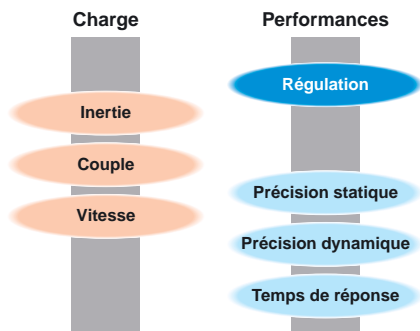 Charge
Performances
Régulation
Inertie
Couple
Vitesse
Précision statique
Précision dynamique
Temps de réponse